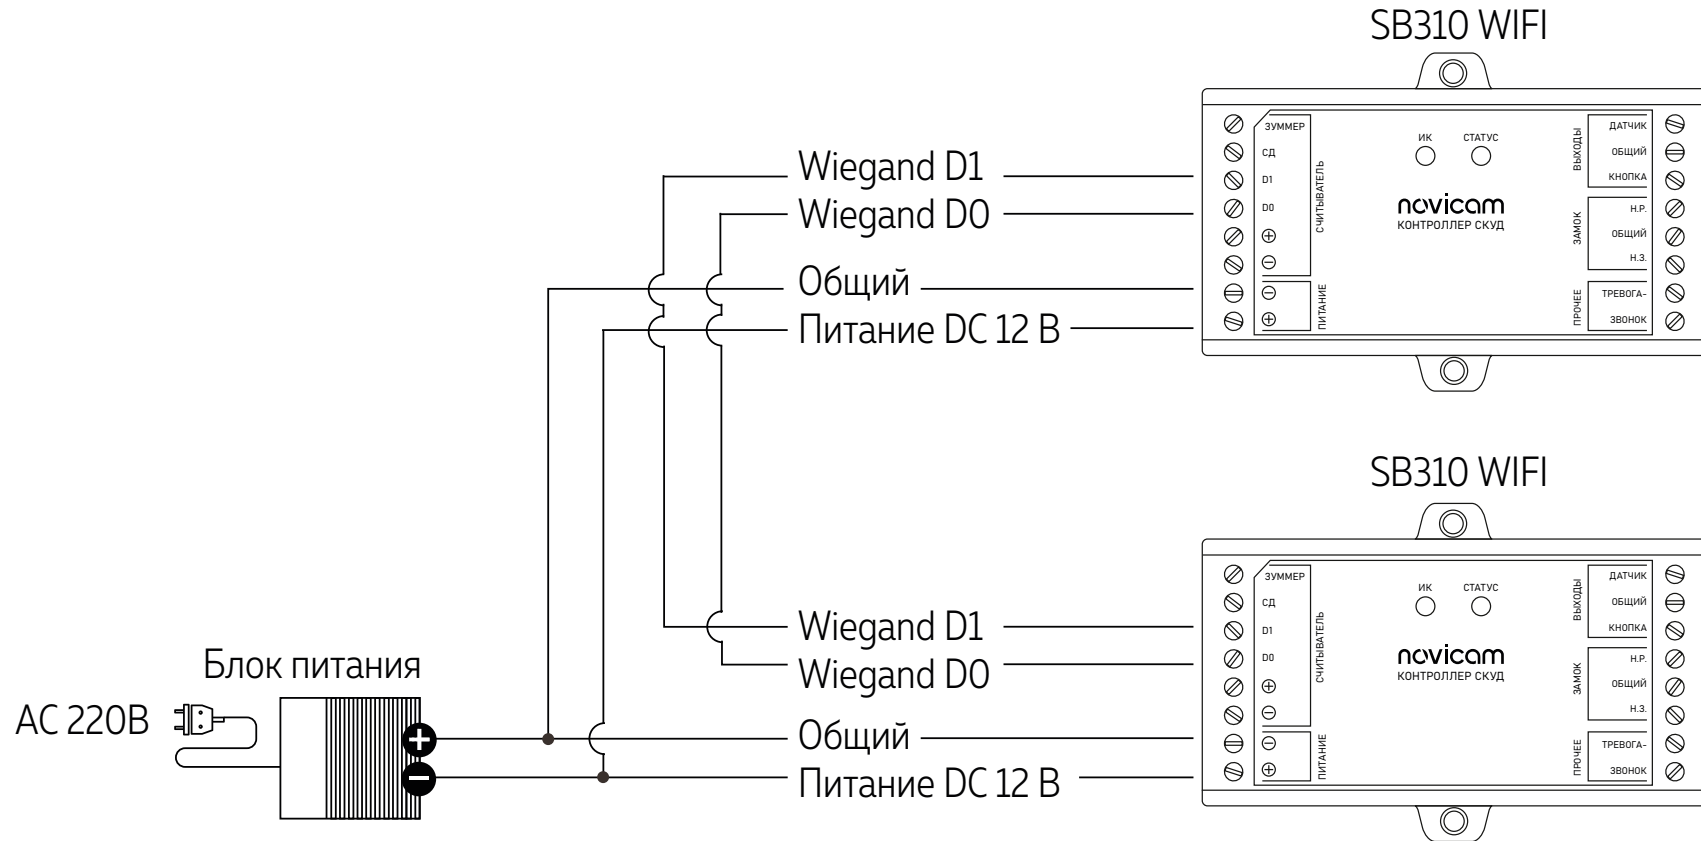 SB310 WIFI
ЗУММЕР
СД
D1
D0
СЧИТЫВАТЕЛЬ
ПИТАНИЕ
ИК
СТАТУС
novicam
КОНТРОЛЛЕР СКУД
ВЫХОДЫ
ДАТЧИК
ОБЩИЙ
КНОПКА
ЗАМОК
Н.Р.
ОБЩИЙ
Н.З.
ПРОЧЕЕ
ТРЕВОГА-
ЗВОНОК
Wiegand D1
Wiegand D0
Общий
Питание DC 12 В
SB310 WIFI
ЗУММЕР
СД
D1
D0
СЧИТЫВАТЕЛЬ
ПИТАНИЕ
ИК
СТАТУС
novicam
КОНТРОЛЛЕР СКУД
ВЫХОДЫ
ДАТЧИК
ОБЩИЙ
КНОПКА
ЗАМОК
Н.Р.
ОБЩИЙ
Н.З.
ПРОЧЕЕ
ТРЕВОГА-
ЗВОНОК
Wiegand D1
Wiegand D0
Общий
Питание DC 12 В
Блок питания
AC 220В